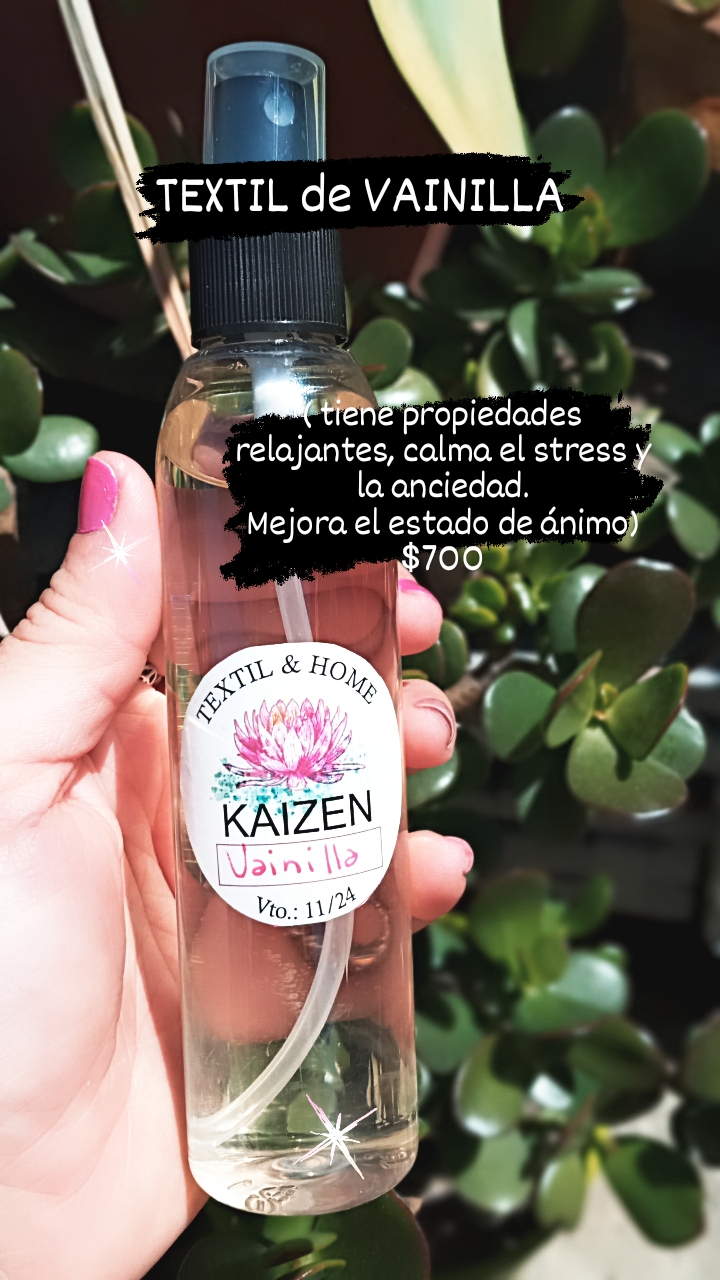 TEXTIL de VAINILLA
( tiene propiedades
relajantes, calma el stress y
la anciedad.
Mejora el estado de ánimo)
$700
TEXTIL & HOME
KAIZEN
Vainilla
Vto.: 11/24